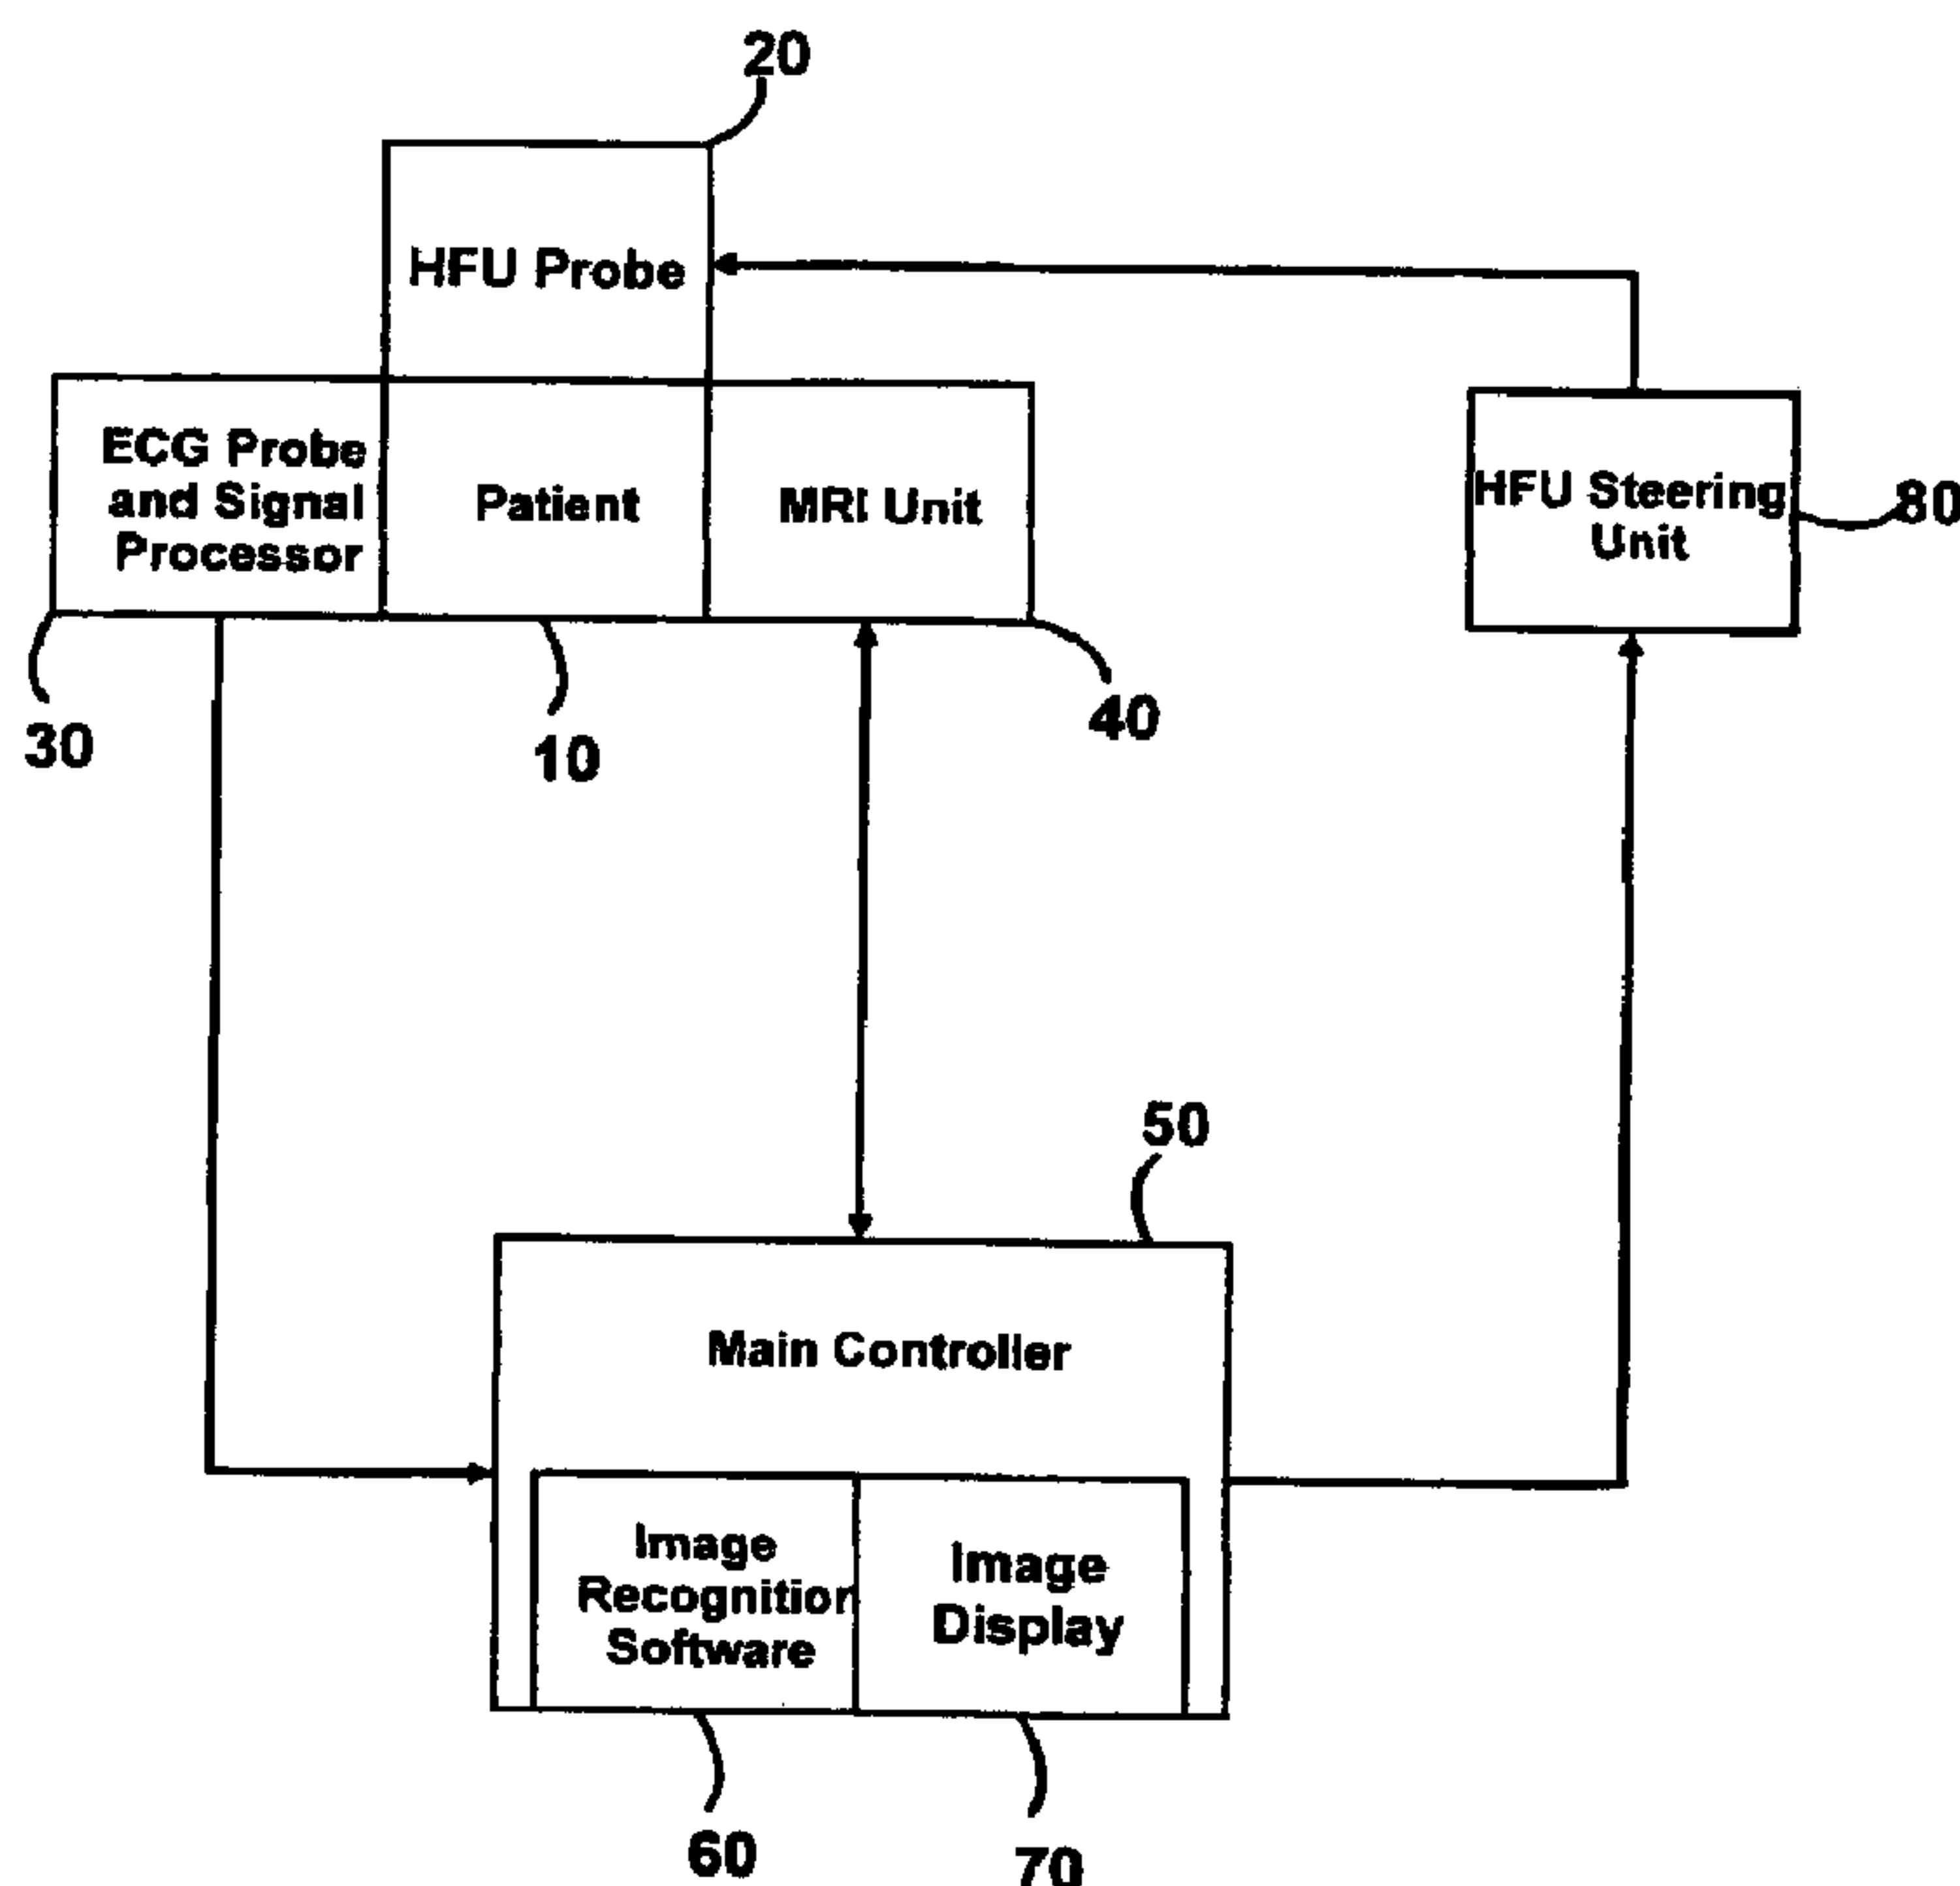 20
HFU Probe
ECG Probe
and Signal
Processor
Patient
MRI Unit
HFU Steering
Unit
80
30
10
40
50
Main Controller
Image
Recognition
Software
Image
Display
60
70